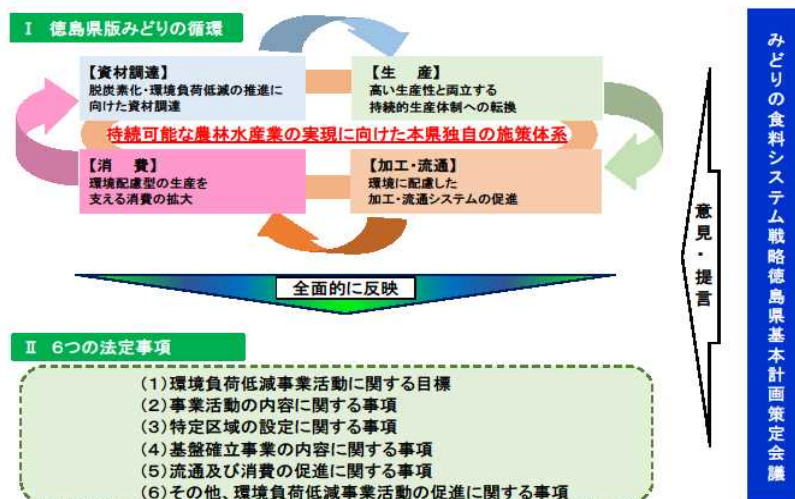 Ⅰ 徳島県版みどりの循環
【資材調達】
脱炭素化・環境負荷低減の推進に
向けた資材調達
【生 産】
高い生産性と両立する
持続的生産体制への転換
持続可能な農林水産業の実現に向けた本県独自の施策体系
【消 費】
環境配慮型の生産を
支える消費の拡大
【加工・流通】
環境に配慮した
加工・流通システムの促進
全面的に反映
Ⅱ 6つの法定事項
(1)環境負荷低減事業活動に関する目標
(2)事業活動の内容に関する事項
(3)特定区域の設定に関する事項
(4)基盤確立事業の内容に関する事項
(5)流通及び消費の促進に関する事項
(6)その他、環境負荷低減事業活動の促進に関する事項
意見・提言
みどりの食料システム戦略徳島県基本計画策定会議